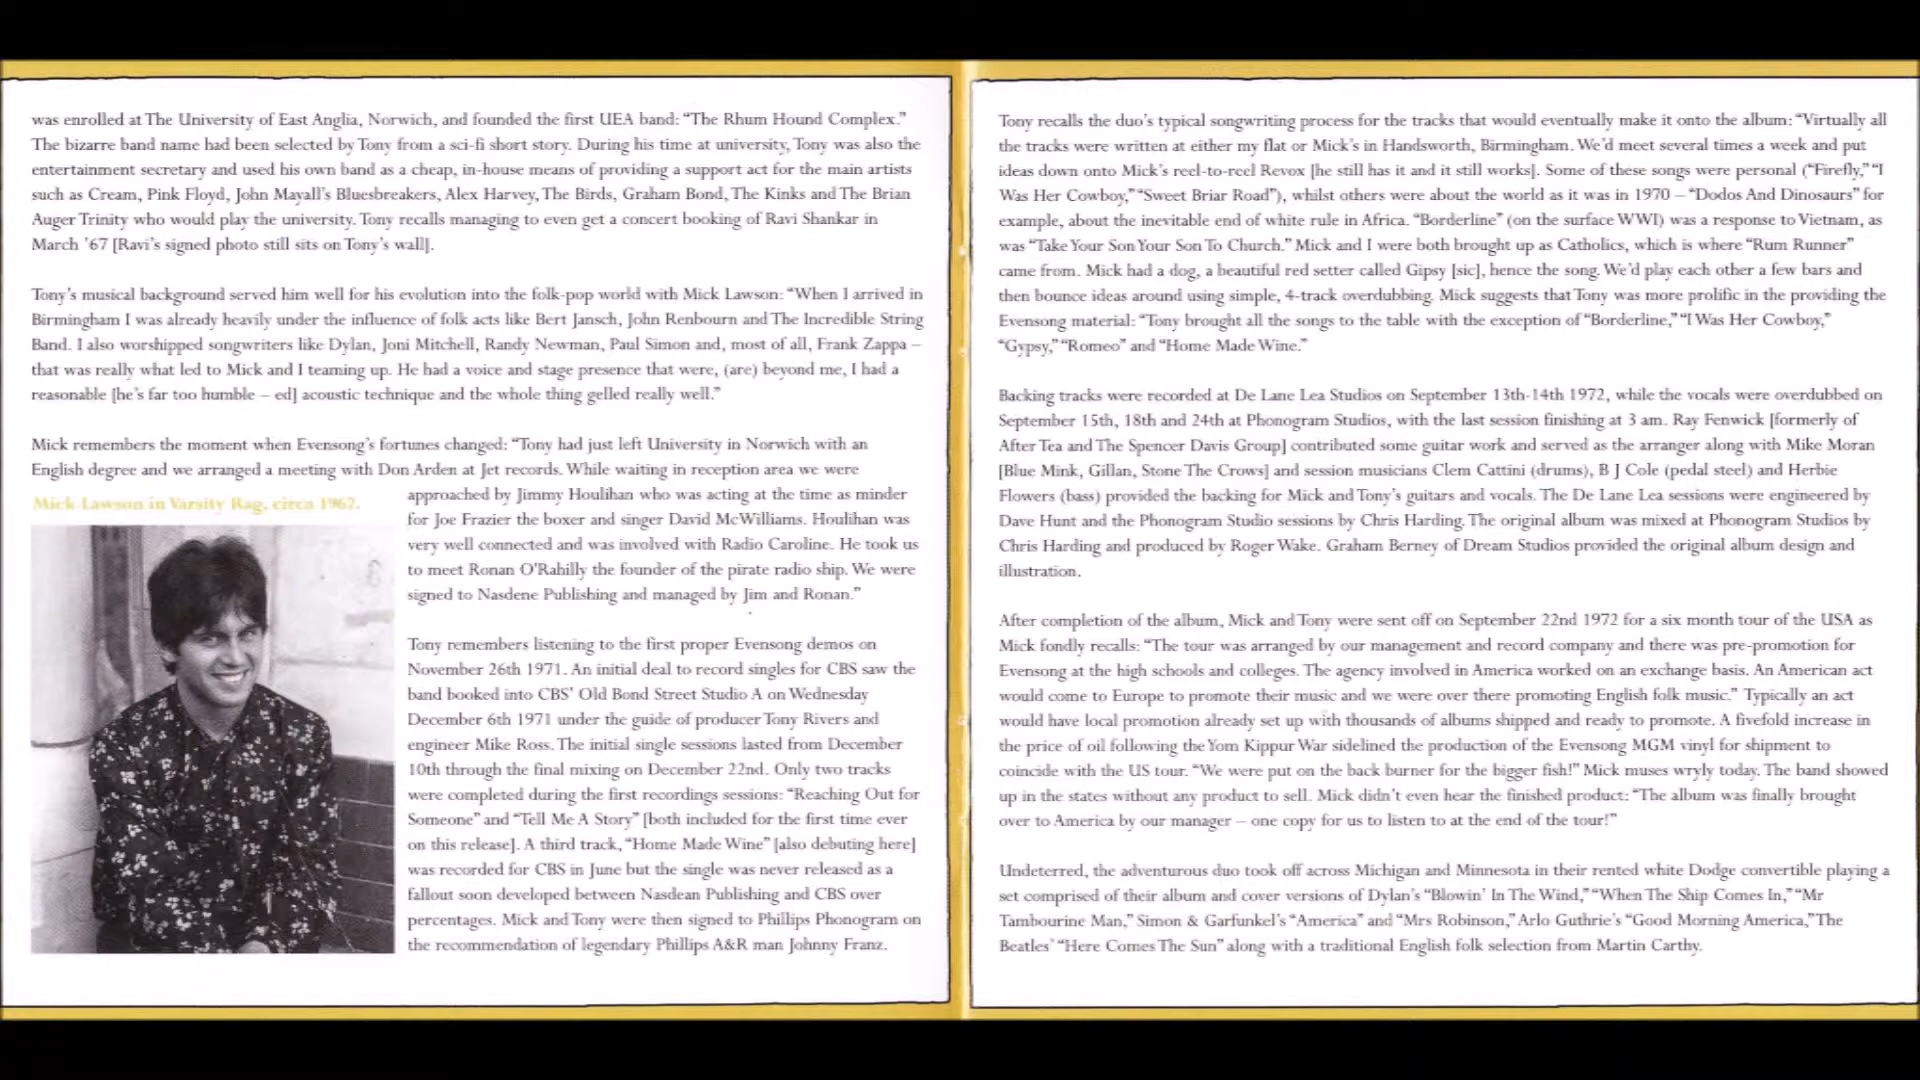 was enrolled at The University of East Anglia, Norwich, and founded the first UEA band: “The Rhum Hound Complex.”
The bizarre band name had been selected by Tony from a sci-fi short story. During his time at university, Tony was also the
entertainment secretary and used his own band as a cheap, in-house means of providing a support act for the main artists
such as Cream, Pink Floyd, John Mayall’s Bluesbreakers, Alex Harvey, The Birds, Graham Bond, The Kinks and The Brian
Auger Trinity who would play the university. Tony recalls managing to even get a concert booking of Ravi Shankar in
March ’67 [Ravi’s signed photo still sits on Tony’s wall].
Tony’s musical background served him well for his evolution into the folk-pop world with Mick Lawson: “When I arrived in
Birmingham I was already heavily under the influence of folk acts like Bert Jansch, John Renbourn and The Incredible String
Band. I also worshipped songwriters like Dylan, Joni Mitchell, Randy Newman, Paul Simon and, most of all, Frank Zappa –
that was really what led to Mick and I teaming up. He had a voice and stage presence that were, (are) beyond me, I had a
reasonable [he’s far too humble – ed] acoustic technique and the whole thing gelled really well.”
Mick remembers the moment when Evensong’s fortunes changed: “Tony had just left University in Norwich with an
English degree and we arranged a meeting with Don Arden at Jet records. While waiting in reception area we were
approached by Jimmy Houlihan who was acting at the time as minder
for Joe Frazier the boxer and singer David McWilliams. Houlihan was
very well connected and was involved with Radio Caroline. He took us
to meet Ronan O'Rahilly the founder of the pirate radio ship. We were
signed to Nasdene Publishing and managed by Jim and Ronan.”
Mick Lawson in Varsity Rag, circa 1967.
Tony remembers listening to the first proper Evensong demos on
November 26th 1971. An initial deal to record singles for CBS saw the
band booked into CBS’ Old Bond Street Studio A on Wednesday
December 6th 1971 under the guide of producer Tony Rivers and
engineer Mike Ross. The initial single sessions lasted from December
10th through the final mixing on December 22nd. Only two tracks
were completed during the first recordings sessions: “Reaching Out for
Someone” and “Tell Me A Story” [both included for the first time ever
on this release]. A third track, “Home Made Wine” [also debuting here]
was recorded for CBS in June but the single was never released as a
fallout soon developed between Nasdean Publishing and CBS over
percentages. Mick and Tony were then signed to Phillips Phonogram on
the recommendation of legendary Phillips A&R man Johnny Franz.
Tony recalls the duo’s typical songwriting process for the tracks that would eventually make it onto the album: “Virtually all
the tracks were written at either my flat or Mick’s in Handsworth, Birmingham. We’d meet several times a week and put
ideas down onto Mick’s reel-to-reel Revox [he still has it and it still works]. Some of these songs were personal (“Firefly,” “I
Was Her Cowboy,” “Sweet Briar Road”), whilst others were about the world as it was in 1970 – “Dodos And Dinosaurs” for
example, about the inevitable end of white rule in Africa. “Borderline” (on the surface WWI) was a response to Vietnam, as
was “Take Your Son Your Son To Church.” Mick and I were both brought up as Catholics, which is where “Rum Runner”
came from. Mick had a dog, a beautiful red setter called Gipsy [sic], hence the song. We’d play each other a few bars and
then bounce ideas around using simple, 4-track overdubbing. Mick suggests that Tony was more prolific in the providing the
Evensong material: “Tony brought all the songs to the table with the exception of “Borderline,” “I Was Her Cowboy,”
“Gypsy,” “Romeo” and “Home Made Wine.”
Backing tracks were recorded at De Lane Lea Studios on September 13th-14th 1972, while the vocals were overdubbed on
September 15th, 18th and 24th at Phonogram Studios, with the last session finishing at 3 am. Ray Fenwick [formerly of
After Tea and The Spencer Davis Group] contributed some guitar work and served as the arranger along with Mike Moran
[Blue Mink, Gillan, Stone The Crows] and session musicians Clem Cattini (drums), B J Cole (pedal steel) and Herbie
Flowers (bass) provided the backing for Mick and Tony’s guitars and vocals. The De Lane Lea sessions were engineered by
Dave Hunt and the Phonogram Studio sessions by Chris Harding. The original album was mixed at Phonogram Studios by
Chris Harding and produced by Roger Wake. Graham Berney of Dream Studios provided the original album design and
illustration.
After completion of the album, Mick and Tony were sent off on September 22nd 1972 for a six month tour of the USA as
Mick fondly recalls: “The tour was arranged by our management and record company and there was pre-promotion for
Evensong at the high schools and colleges. The agency involved in America worked on an exchange basis. An American act
would come to Europe to promote their music and we were over there promoting English folk music.” Typically an act
would have local promotion already set up with thousands of albums shipped and ready to promote. A fivefold increase in
the price of oil following the Yom Kippur War sidelined the production of the Evensong MGM vinyl for shipment to
coincide with the US tour. “We were put on the back burner for the bigger fish!” Mick muses wryly today. The band showed
up in the states without any product to sell. Mick didn’t even hear the finished product: “The album was finally brought
over to America by our manager – one copy for us to listen to at the end of the tour!”
Undeterred, the adventurous duo took off across Michigan and Minnesota in their rented white Dodge convertible playing a
set comprised of their album and cover versions of Dylan’s “Blowin’ In The Wind,” “When The Ship Comes In,” “Mr
Tambourine Man,” Simon & Garfunkel’s “America” and “Mrs Robinson,” Arlo Guthrie’s “Good Morning America,” The
Beatles’ “Here Comes The Sun” along with a traditional English folk selection from Martin Carthy.